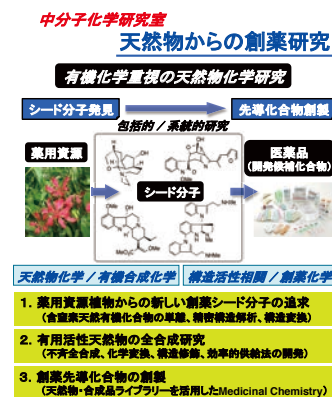 中分子化学研究室
天然物からの創薬研究
有機化学重視の天然物化学研究
シード分子発見
先導化合物創製
包括的 / 系統的研究
薬用資源
シード分子
医薬品
(開発候補化合物)
天然物化学 / 有機合成化学
構造活性相関 / 創薬化学
1. 薬用資源植物からの新しい創薬シード分子の追求
(含窒素天然有機化合物の単離、精密構造解析、構造変換)
2. 有用活性天然物の全合成研究
(不斉全合成、化学変換、構造修飾、効率的供給法の開発)
3. 創薬先導化合物の創製
(天然物・合成品ライブラリーを活用したMedicinal Chemistry)